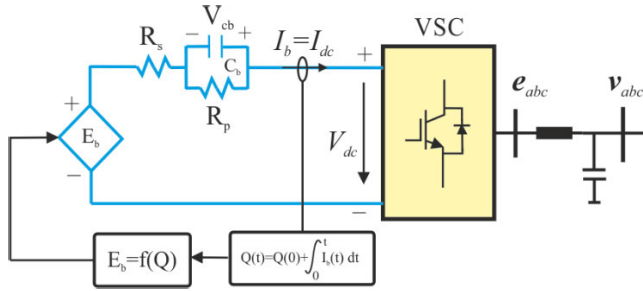 VSC
V_cb
− +
R_s
C_b
R_p
I_b=I_dc
+
+
E_b
−
V_dc
−
e_abc
v_abc
E_b=f(Q)
Q(t)=Q(0)+∫_0^t I_b(t) dt